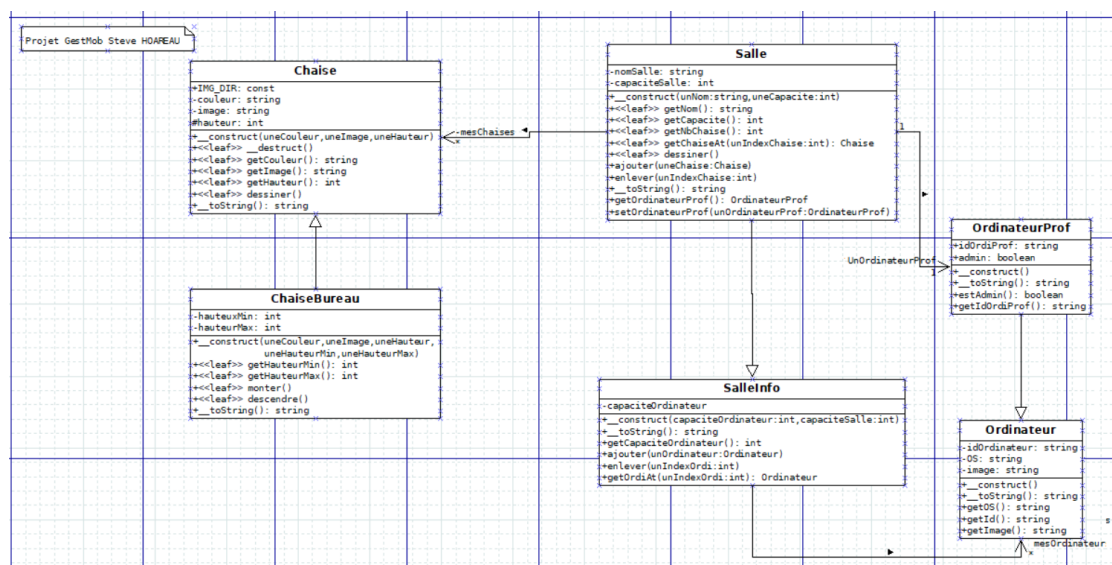 Projet GestMob Steve HOAREAU
Chaise
+IMG_DIR: const
-couleur: string
-image: string
#hauteur: int
+__construct(uneCouleur,uneImage,uneHauteur)
+<<leaf>> __destruct()
+<<leaf>> getCouleur(): string
+<<leaf>> getImage(): string
+<<leaf>> getHauteur(): int
+<<leaf>> dessiner()
+__toString(): string
-mesChaises
*
Salle
-nomSalle: string
-capaciteSalle: int
+__construct(unNom:string,uneCapacite:int)
+<<leaf>> getNom(): string
+<<leaf>> getCapacite(): int
+<<leaf>> getNbChaise(): int
+<<leaf>> getChaiseAt(unIndexChaise:int): Chaise
+<<leaf>> dessiner()
+ajouter(uneChaise:Chaise)
+enlever(unIndexChaise:int)
+__toString(): string
+getOrdinateurProf(): OrdinateurProf
+setOrdinateurProf(unOrdinateurProf:OrdinateurProf)
1
UnOrdinateurProf
1
OrdinateurProf
+idOrdiProf: string
+admin: boolean
+__construct()
+__toString(): string
+estAdmin(): boolean
+getIdOrdiProf(): string
ChaiseBureau
-hauteuxMin: int
-hauteurMax: int
+__construct(uneCouleur,uneImage,uneHauteur,
uneHauteurMin,uneHauteurMax)
+<<leaf>> getHauteurMin(): int
+<<leaf>> getHauteurMax(): int
+<<leaf>> monter()
+<<leaf>> descendre()
+__toString(): string
SalleInfo
-capaciteOrdinateur
+__construct(capaciteOrdinateur:int,capaciteSalle:int)
+__toString(): string
+getCapaciteOrdinateur(): int
+ajouter(unOrdinateur:Ordinateur)
+enlever(unIndexOrdi:int)
+getOrdiAt(unIndexOrdi:int): Ordinateur
Ordinateur
-idOrdinateur: string
-OS: string
-image: string
+__construct()
+__toString(): string
+getOS(): string
+getId(): string
+getImage(): string
s
mesOrdinateur
*